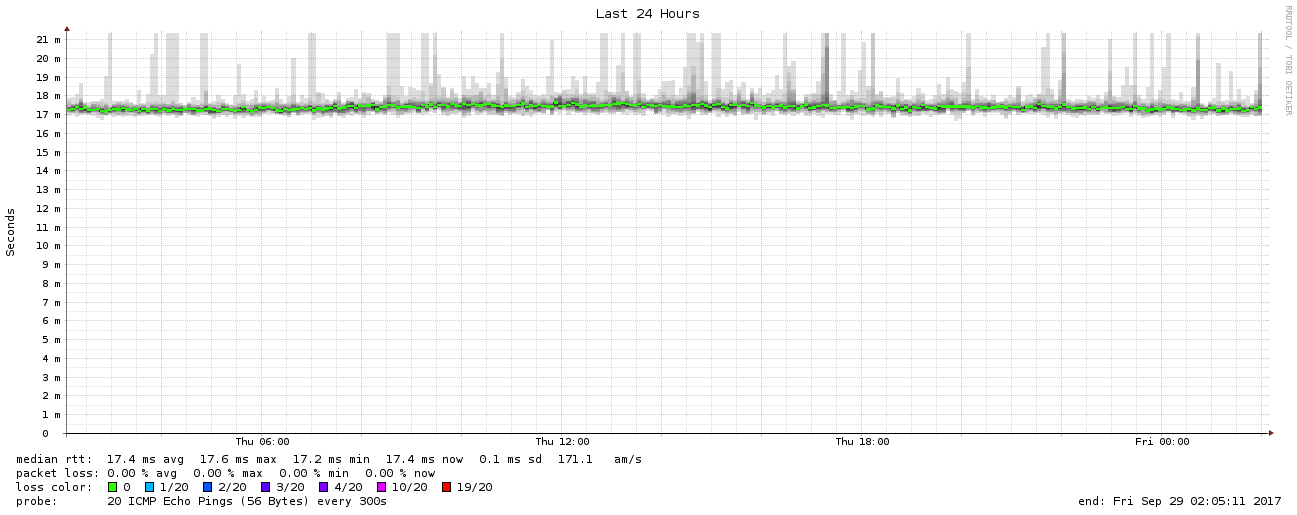 Last 24 Hours
RRDTOOL / TOBI OETIKER
Seconds
21 m
20 m
19 m
18 m
17 m
16 m
15 m
14 m
13 m
12 m
11 m
10 m
9 m
8 m
7 m
6 m
5 m
4 m
3 m
2 m
1 m
0
Thu 06:00 Thu 12:00 Thu 18:00 Fri 00:00
median rtt: 17.4 ms avg 17.6 ms max 17.2 ms min 17.4 ms now 0.1 ms sd 171.1 am/s
packet loss: 0.00 % avg 0.00 % max 0.00 % min 0.00 % now
loss color: 0 1/20 2/20 3/20 4/20 10/20 19/20
probe: 20 ICMP Echo Pings (56 Bytes) every 300s end: Fri Sep 29 02:05:11 2017